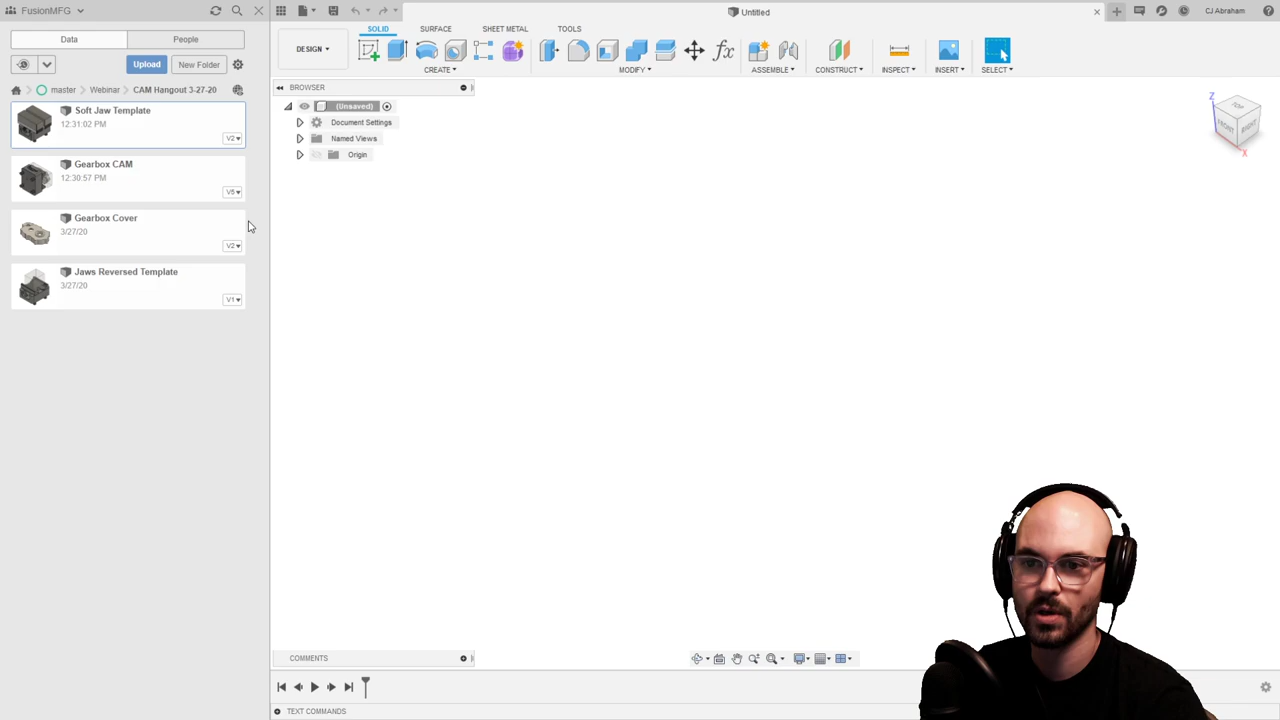 FusionMFG
Untitled
CJ Abraham
Data
People
SOLID
SURFACE
SHEET METAL
TOOLS
DESIGN
CREATE
MODIFY
ASSEMBLE
CONSTRUCT
INSPECT
INSERT
SELECT
Upload
New Folder
master
Webinar
CAM Hangout 3-27-20
Soft Jaw Template
12:31:02 PM
V2
Gearbox CAM
12:30:57 PM
Gearbox Cover
3/27/20
V2
Jaws Reversed Template
3/27/20
V1
BROWSER
(Unsaved)
Document Settings
Named Views
Origin
TOP
FRONT
RIGHT
Z
X
COMMENTS
TEXT COMMANDS